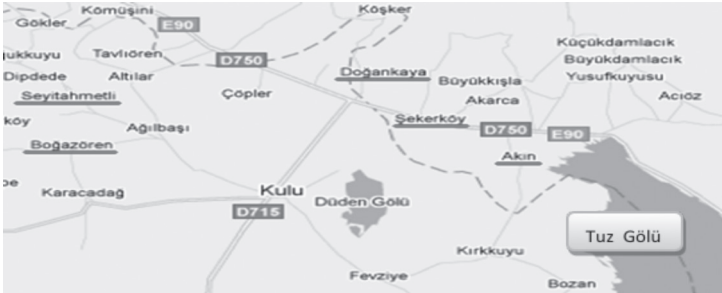 Kömüşini
Köşker
Gökler
E90
ukkuyu
Tavlıören
D750
Küçükdamlacık
Büyükdamlacık
Dipdede
Altılar
Doğankaya
Büyükkışla
Yusufkuyusu
Seyitahmetli
Çöpler
Akarca
Acıöz
köy
Ağılbaşı
Şekerköy
D750
E90
Boğazören
Akın
Karacadağ
Kulu
Düden Gölü
D715
Tuz Gölü
Kırkkuyu
Fevziye
Bozan